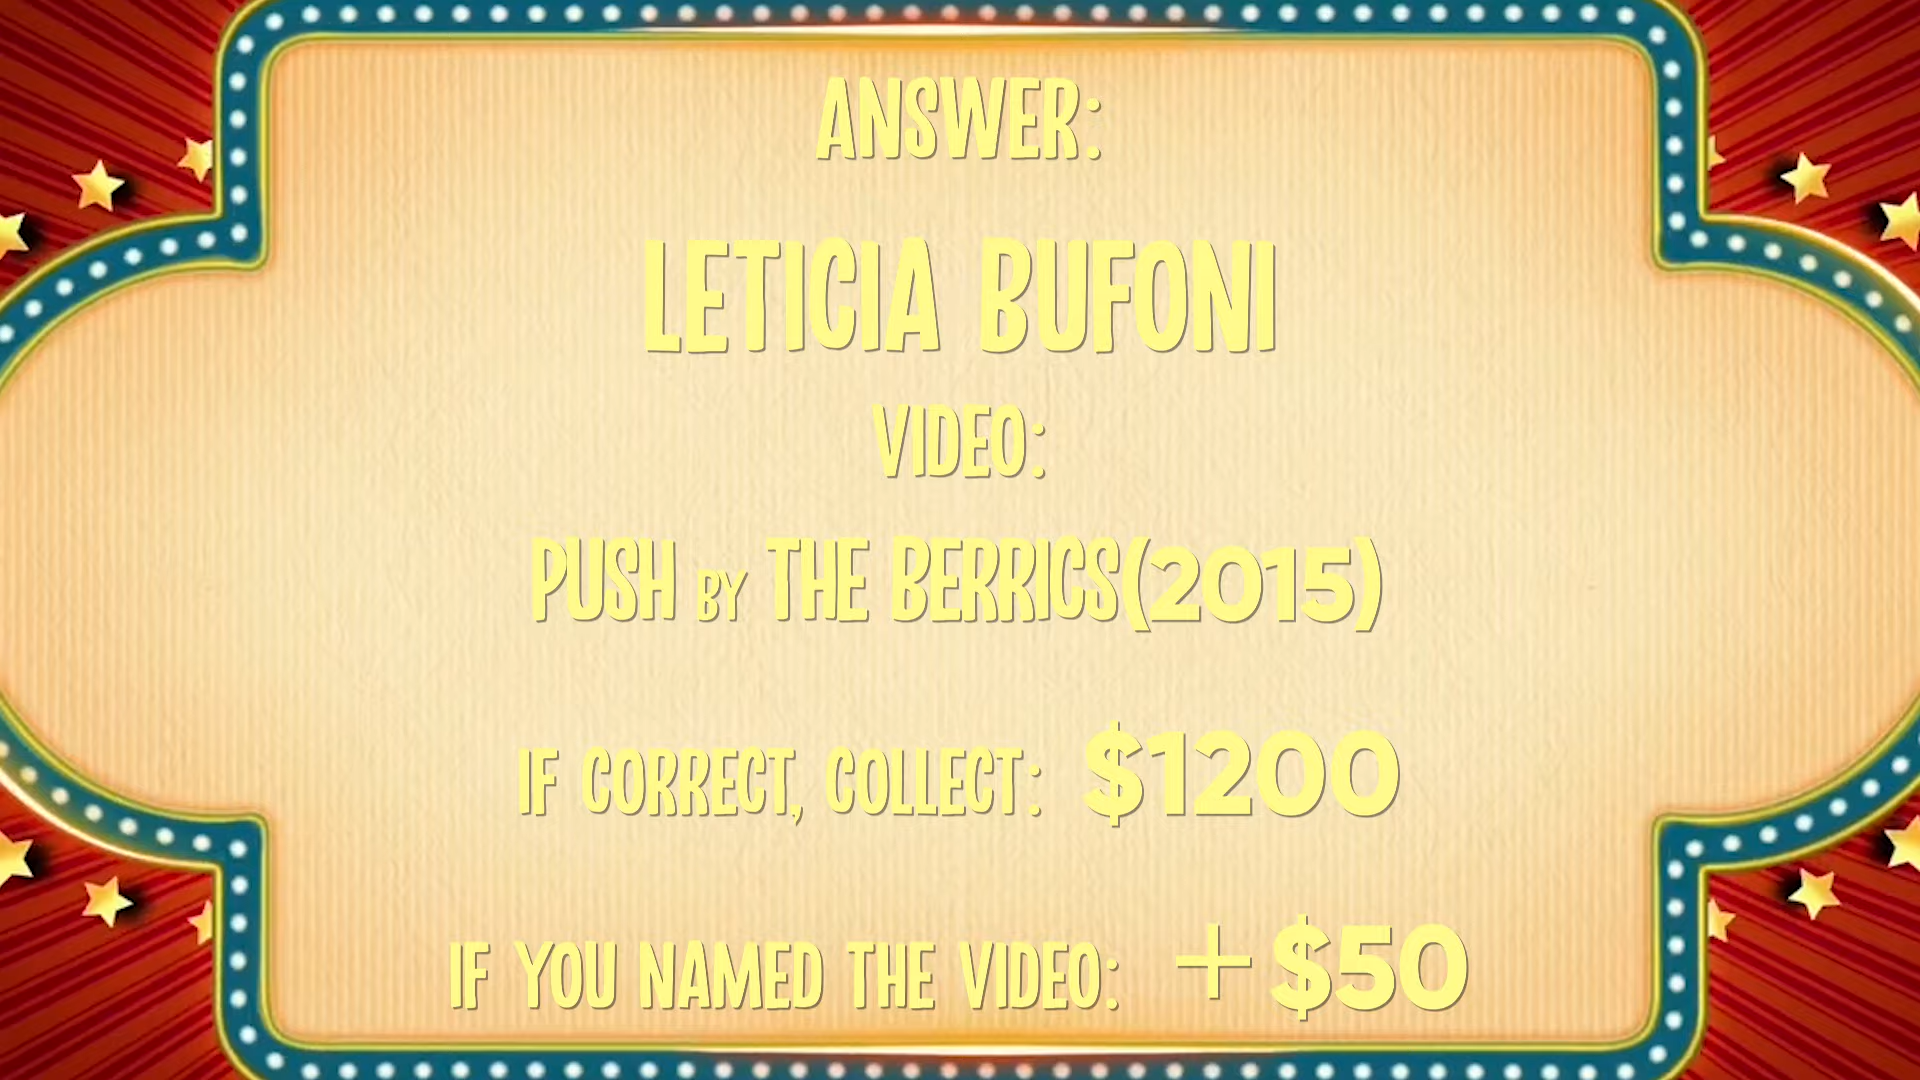 ANSWER:
LETICIA BUFONI
VIDEO:
PUSH BY THE BERRICS(2015)
IF CORRECT, COLLECT: $1200
IF YOU NAMED THE VIDEO: +$50